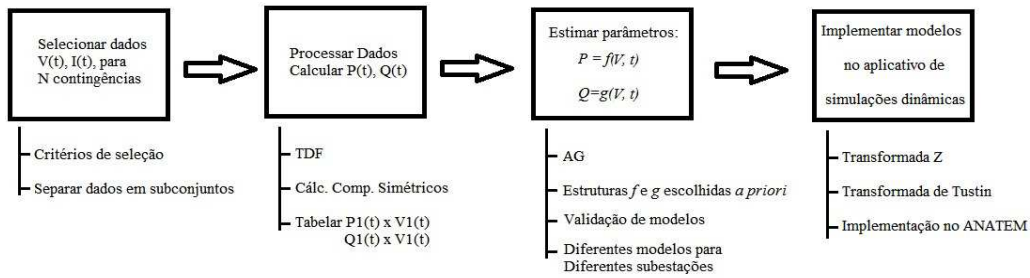 Selecionar dados
V(t), I(t), para
N contingências
Critérios de seleção
Separar dados em subconjuntos
Processar Dados
Calcular P(t), Q(t)
TDF
Cálc. Comp. Simétricos
Tabelar P1(t) x V1(t)
Q1(t) x V1(t)
Estimar parâmetros:
P = f(V, t)
Q=g(V, t)
AG
Estruturas f e g escolhidas a priori
Validação de modelos
Diferentes modelos para
Diferentes subestações
Implementar modelos
no aplicativo de
simulações dinâmicas
Transformada Z
Transformada de Tustin
Implementação no ANATEM